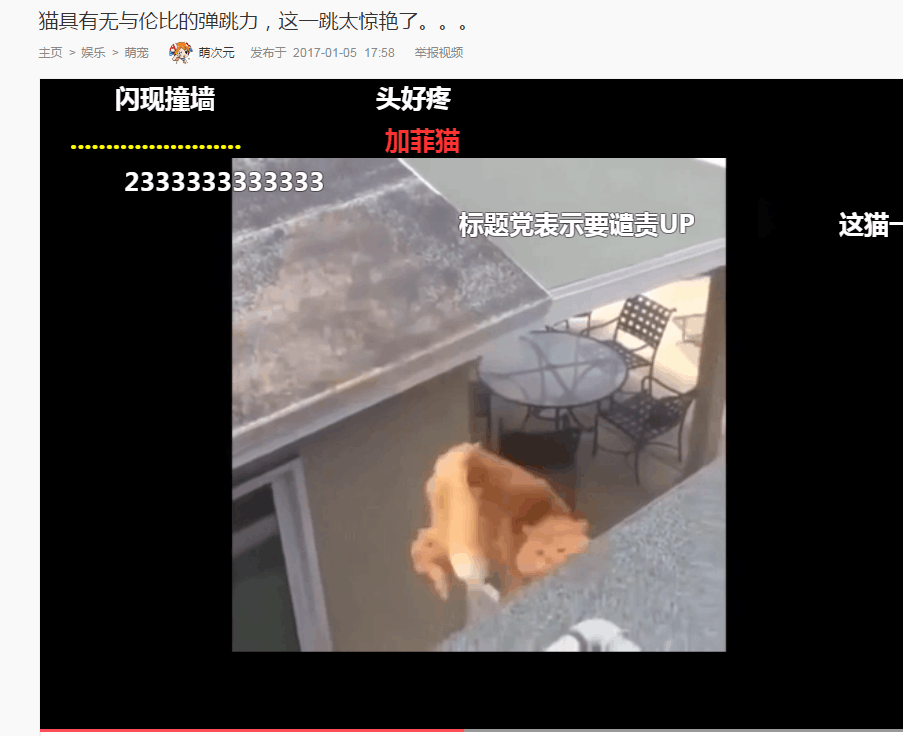 猫具有无与伦比的弹跳力，这一跳太惊艳了。。。
主页 > 娱乐 > 萌宠 萌次元 发布于 2017-01-05 17:58 举报视频
闪现撞墙 头好疼
........................ 加菲猫
2333333333333
标题党表示要谴责UP 这猫一